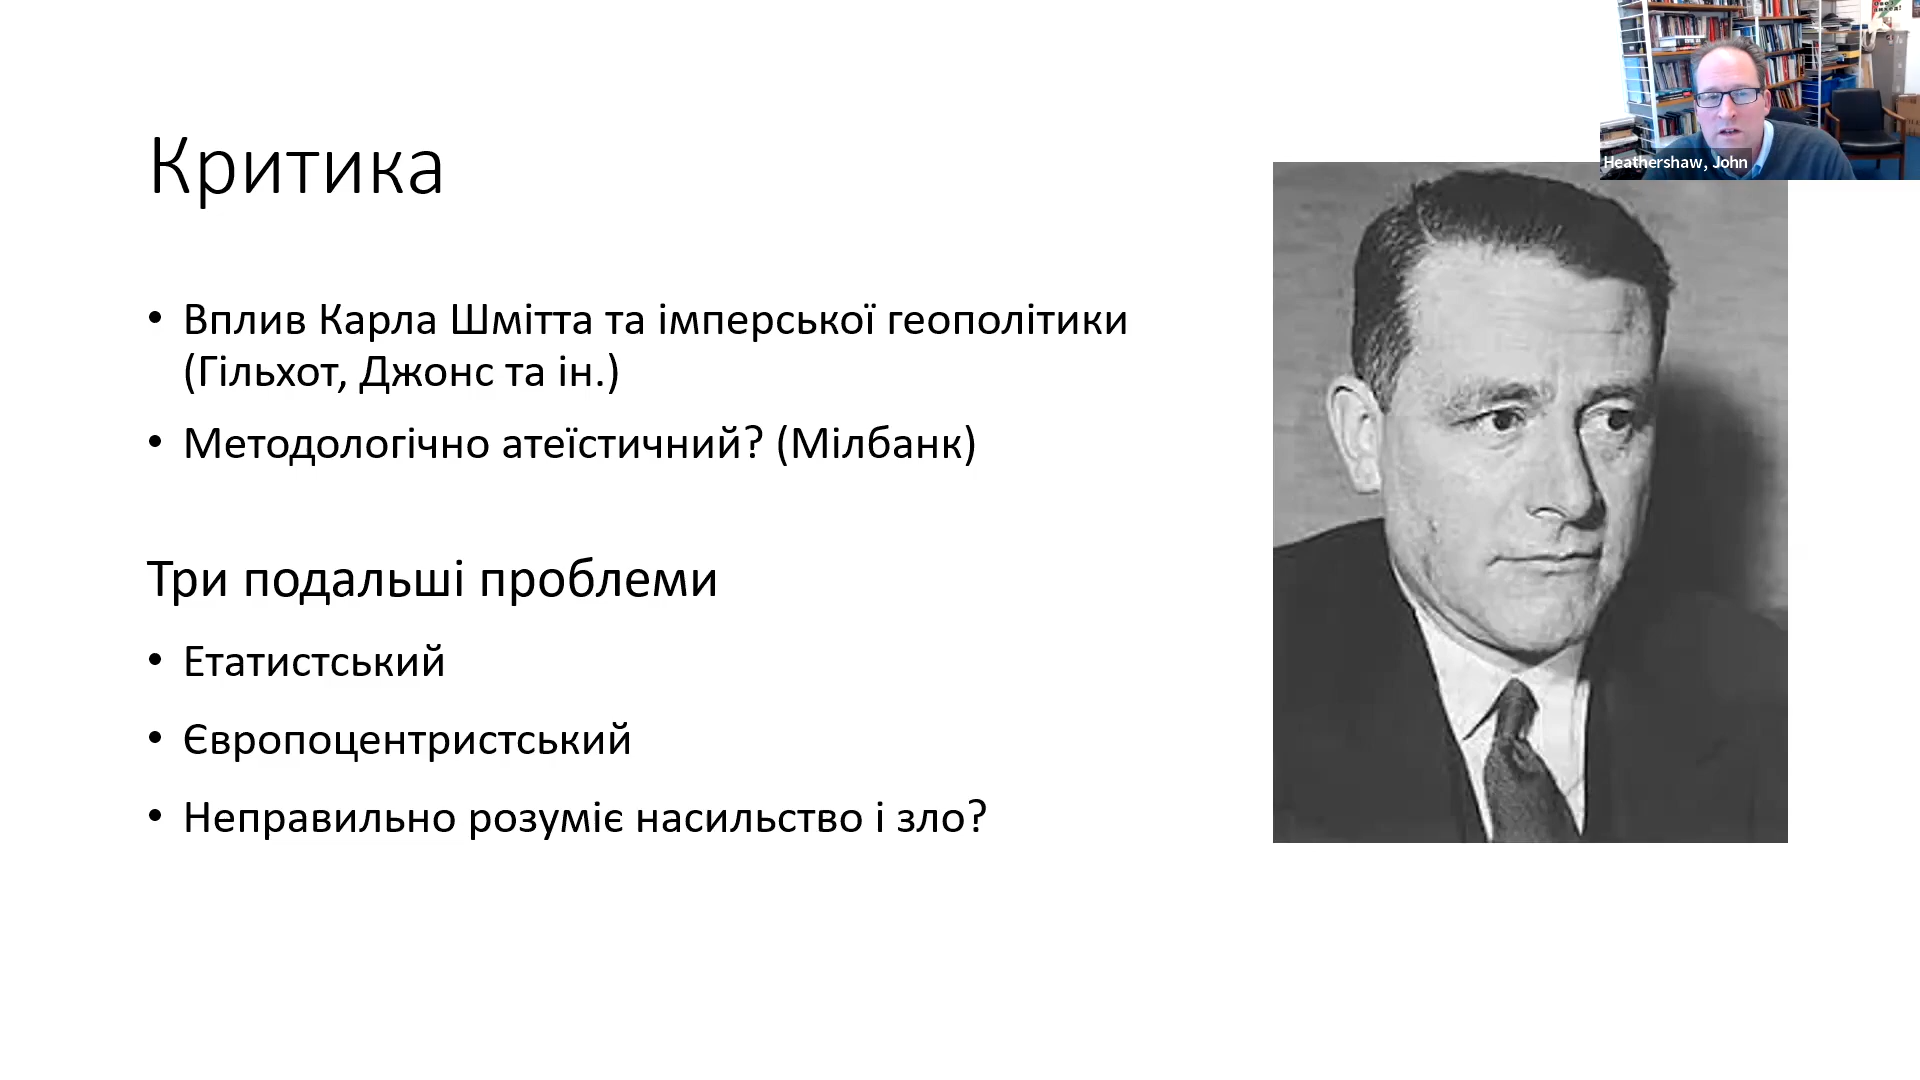 Heathershaw, John
Критика
• Вплив Карла Шмітта та імперської геополітики
(Гільхот, Джонс та ін.)
• Методологічно атеїстичний? (Мілбанк)
Три подальші проблеми
• Етатистський
• Європоцентристський
• Неправильно розуміє насильство і зло?